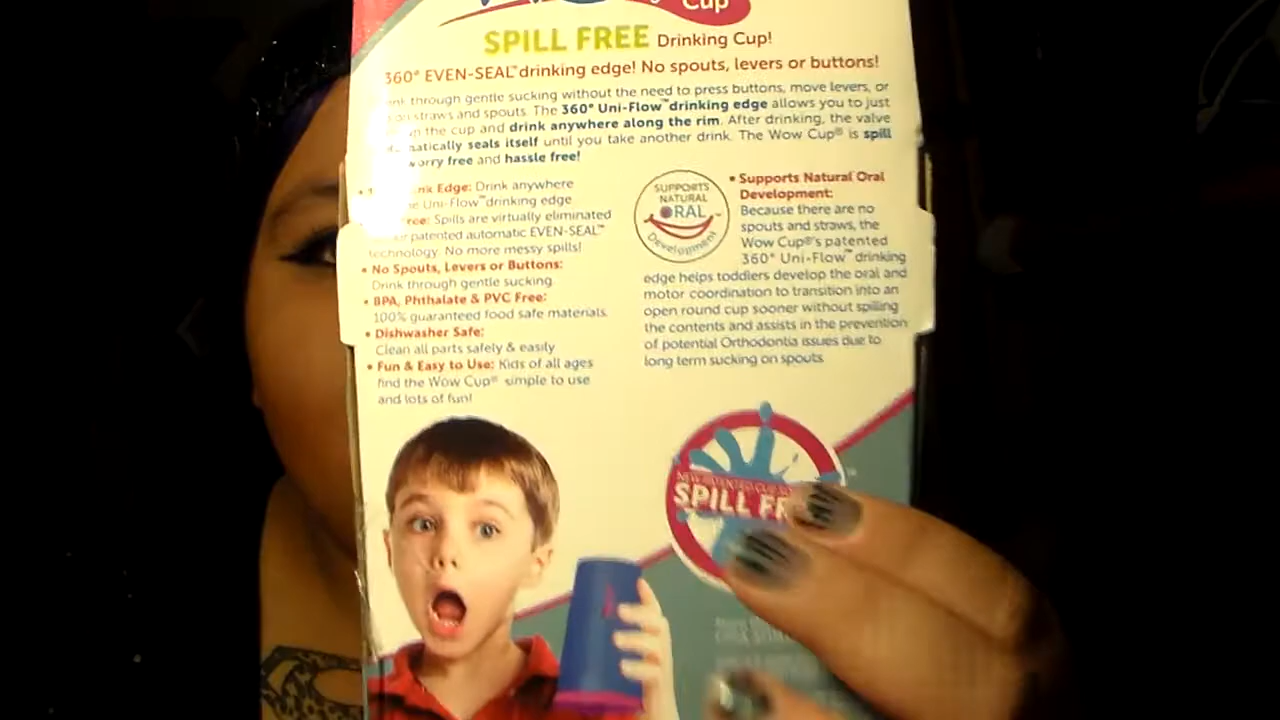 Cup
SPILL FREE Drinking Cup!
360° EVEN-SEAL™ drinking edge! No spouts, levers or buttons!
through gentle sucking without the need to press buttons, move levers, or
on straws and spouts. The 360° Uni-Flow™ drinking edge allows you to just
the cup and drink anywhere along the rim. After drinking, the valve
seals itself until you take another drink. The Wow Cup® is spill
worry free and hassle free!
Edge: Drink anywhere
Uni-Flow™ drinking edge
Spills are virtually eliminated
patented automatic EVEN-SEAL™
technology. No more messy spills!
• No Spouts, Levers or Buttons:
Drink through gentle sucking
• BPA, Phthalate & PVC Free:
100% guaranteed food safe materials.
• Dishwasher Safe:
Clean all parts safely & easily
• Fun & Easy to Use: Kids of all ages
find the Wow Cup® simple to use
and lots of fun!
SUPPORTS
NATURAL
ORAL
Development
• Supports Natural Oral
Development:
Because there are no
spouts and straws, the
Wow Cup®'s patented
360° Uni-Flow™ drinking
edge helps toddlers develop the oral and
motor coordination to transition into an
open round cup sooner without spilling
the contents and assists in the prevention
of potential Orthodontia issues due to
long term sucking on spouts.
SPILL